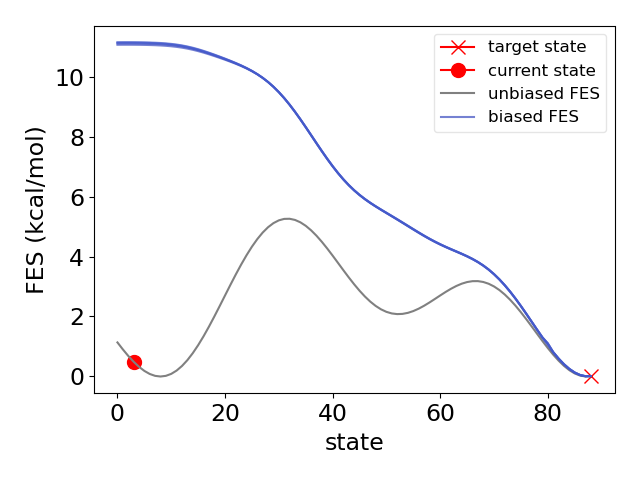 target state
current state
unbiased FES
biased FES
FES (kcal/mol)
10
8
6
4
2
0
0 20 40 60 80
state